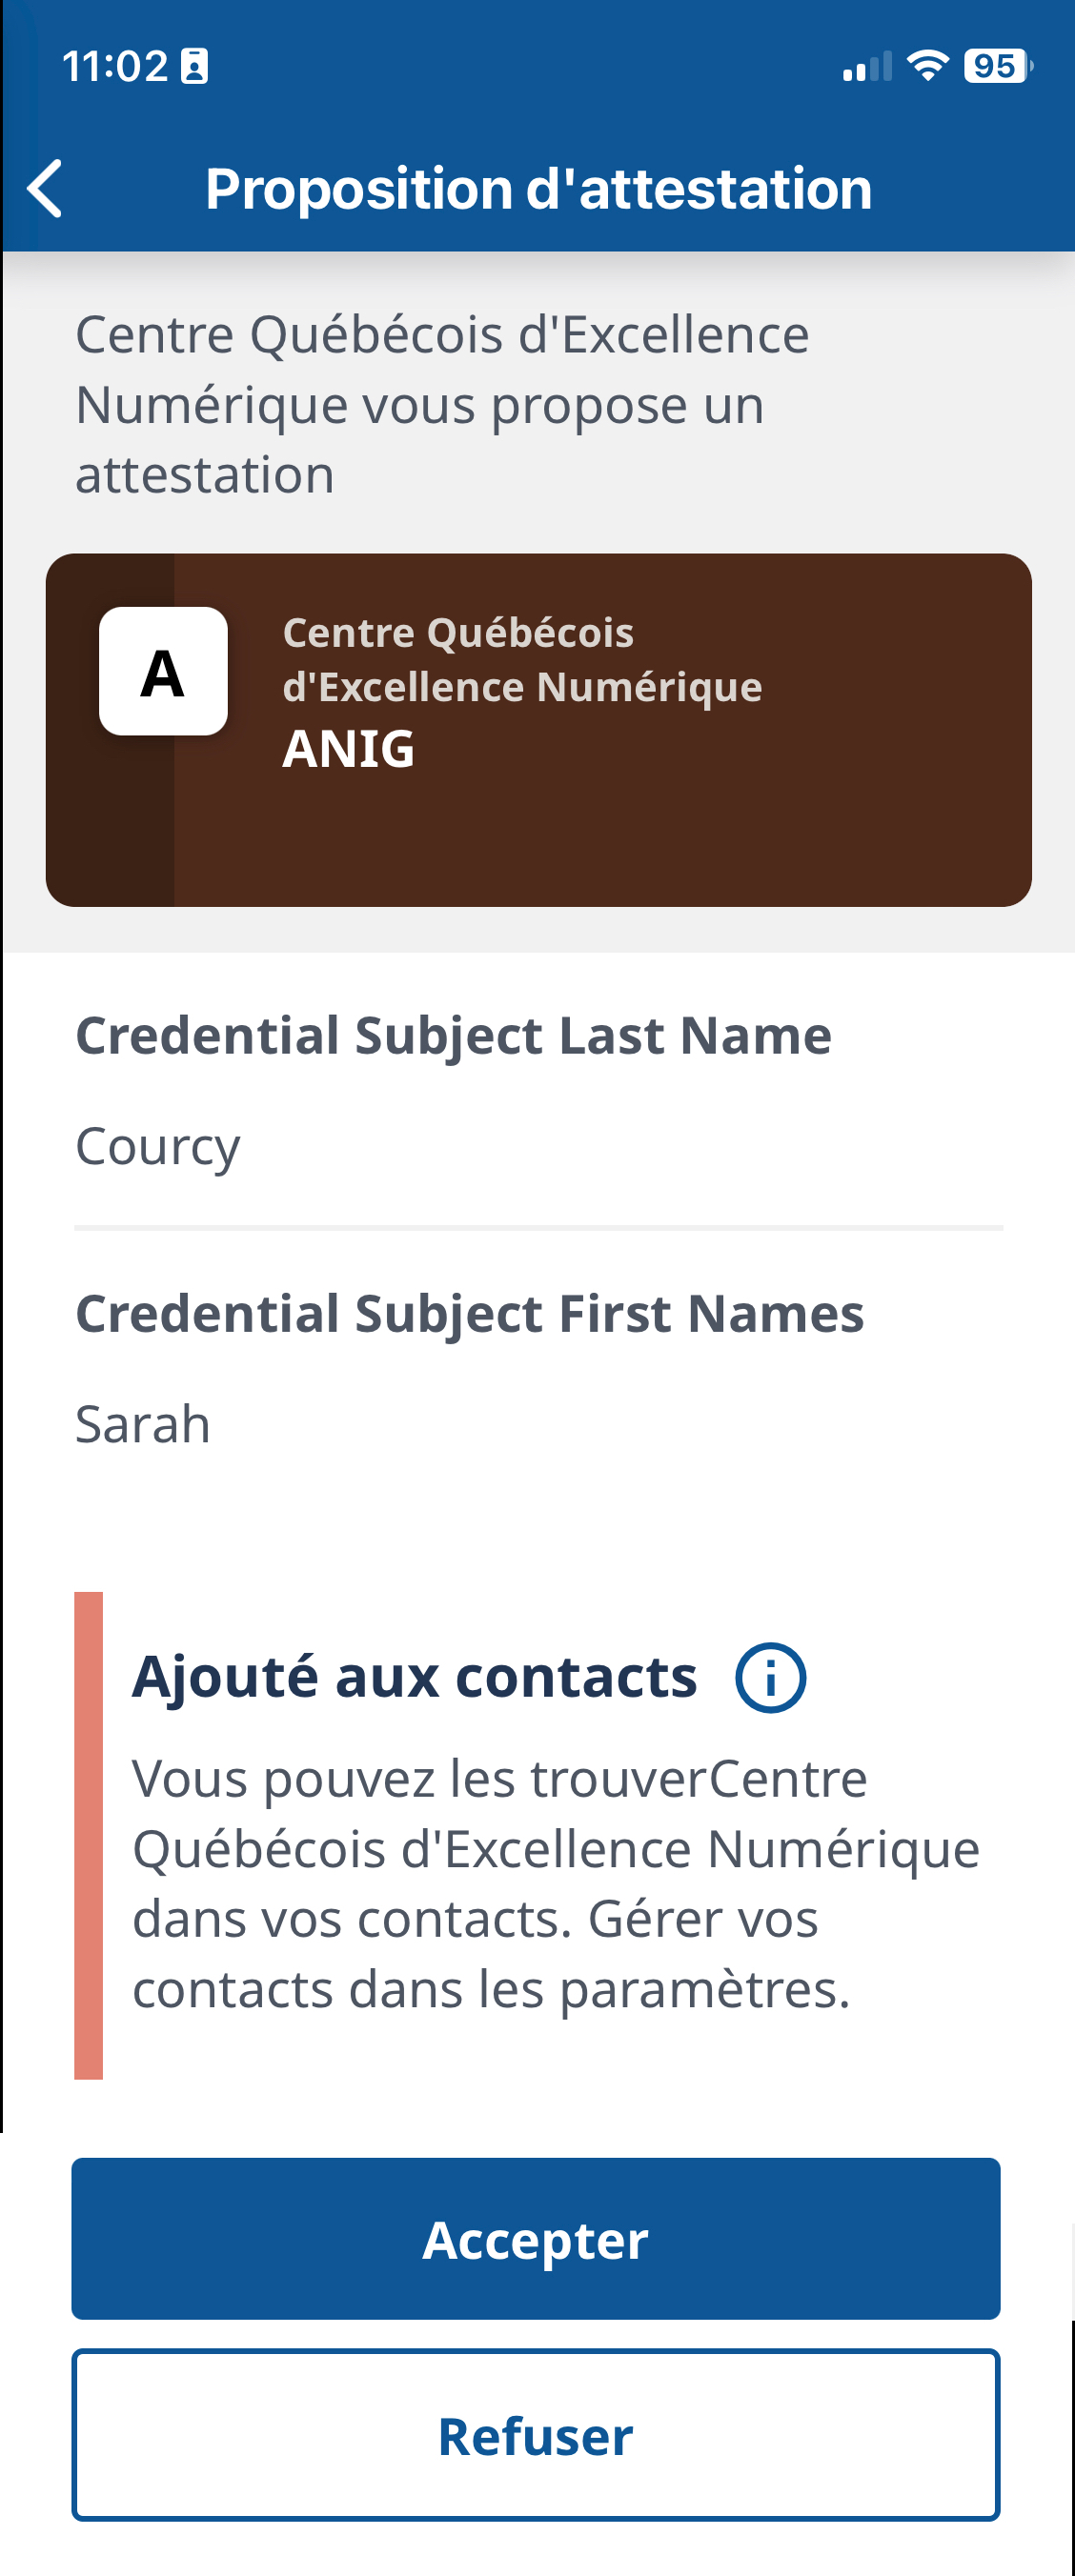 11:02
95
Proposition d'attestation
Centre Québécois d'Excellence
Numérique vous propose un
attestation
A
Centre Québécois
d'Excellence Numérique
ANIG
Credential Subject Last Name
Courcy
Credential Subject First Names
Sarah
Ajouté aux contacts
Vous pouvez les trouverCentre
Québécois d'Excellence Numérique
dans vos contacts. Gérer vos
contacts dans les paramètres.
Accepter
Refuser